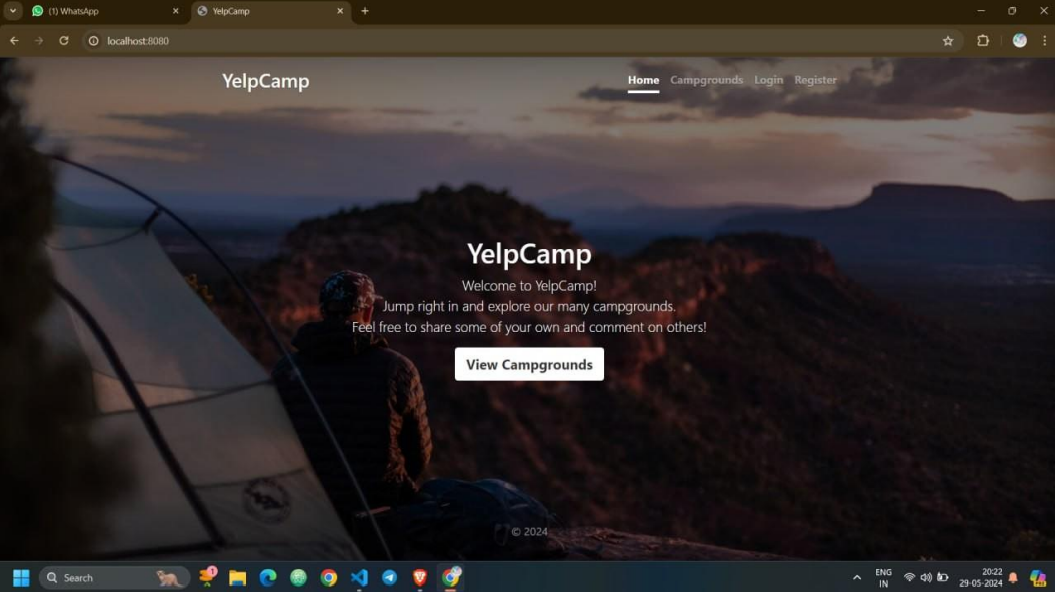 (1) WhatsApp
YelpCamp
localhost:8080
YelpCamp
Home Campgrounds Login Register
YelpCamp
Welcome to YelpCamp!
Jump right in and explore our many campgrounds.
Feel free to share some of your own and comment on others!
View Campgrounds
© 2024
Search
1
ENG
IN
20:22
29-05-2024